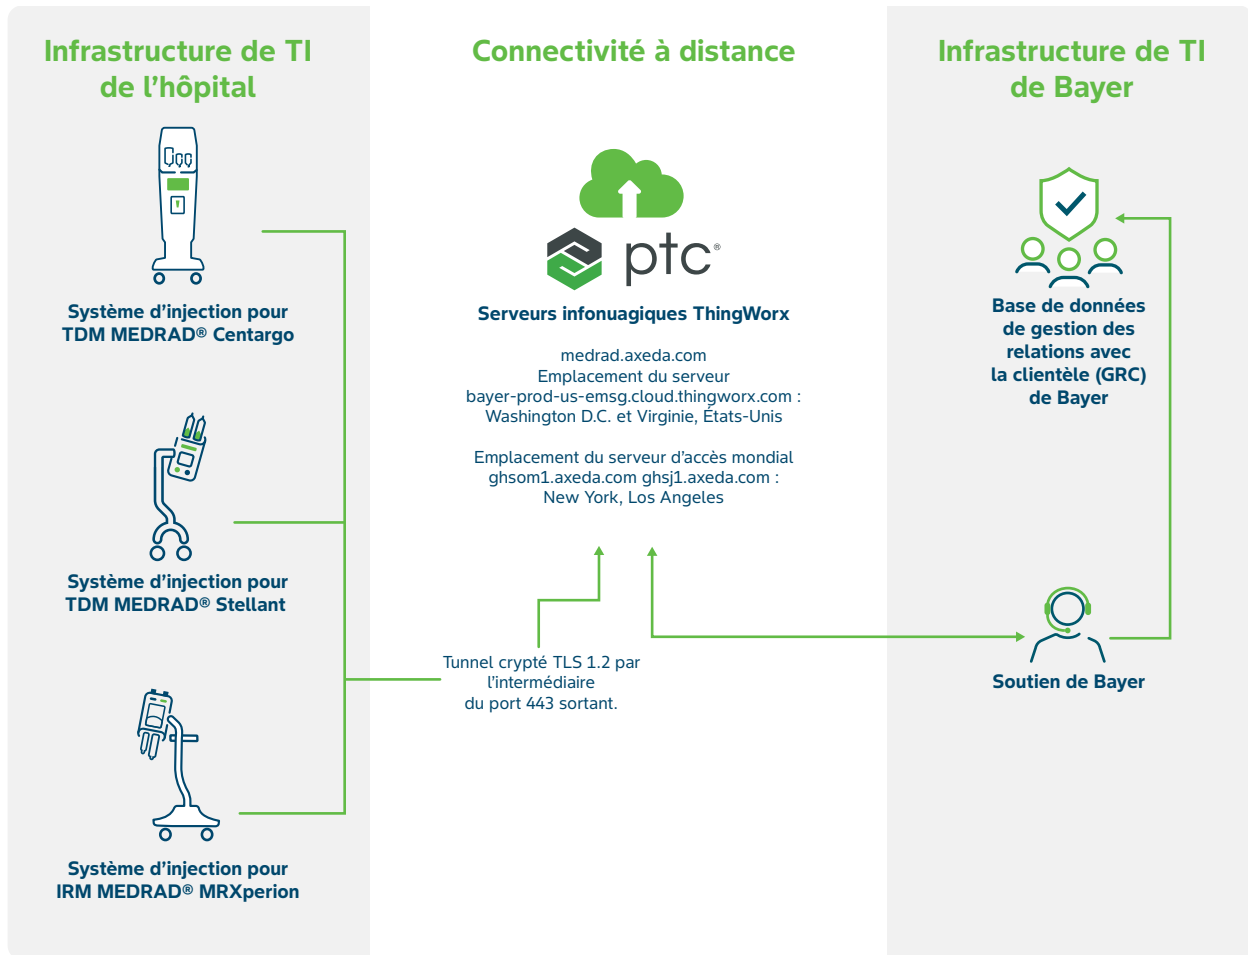 Infrastructure de TI
de l'hôpital
Système d'injection pour
TDM MEDRAD® Centargo
Système d'injection pour
TDM MEDRAD® Stellant
Système d'injection pour
IRM MEDRAD® MRXperion
Connectivité à distance
ptc®
Serveurs infonuagiques ThingWorx
medrad.axeda.com
Emplacement du serveur
bayer-prod-us-emsg.cloud.thingworx.com :
Washington D.C. et Virginie, États-Unis
Emplacement du serveur d'accès mondial
ghsom1.axeda.com ghsj1.axeda.com :
New York, Los Angeles
Tunnel crypté TLS 1.2 par
l'intermédiaire
du port 443 sortant.
Infrastructure de TI
de Bayer
Base de données
de gestion des
relations avec
la clientèle (GRC)
de Bayer
Soutien de Bayer